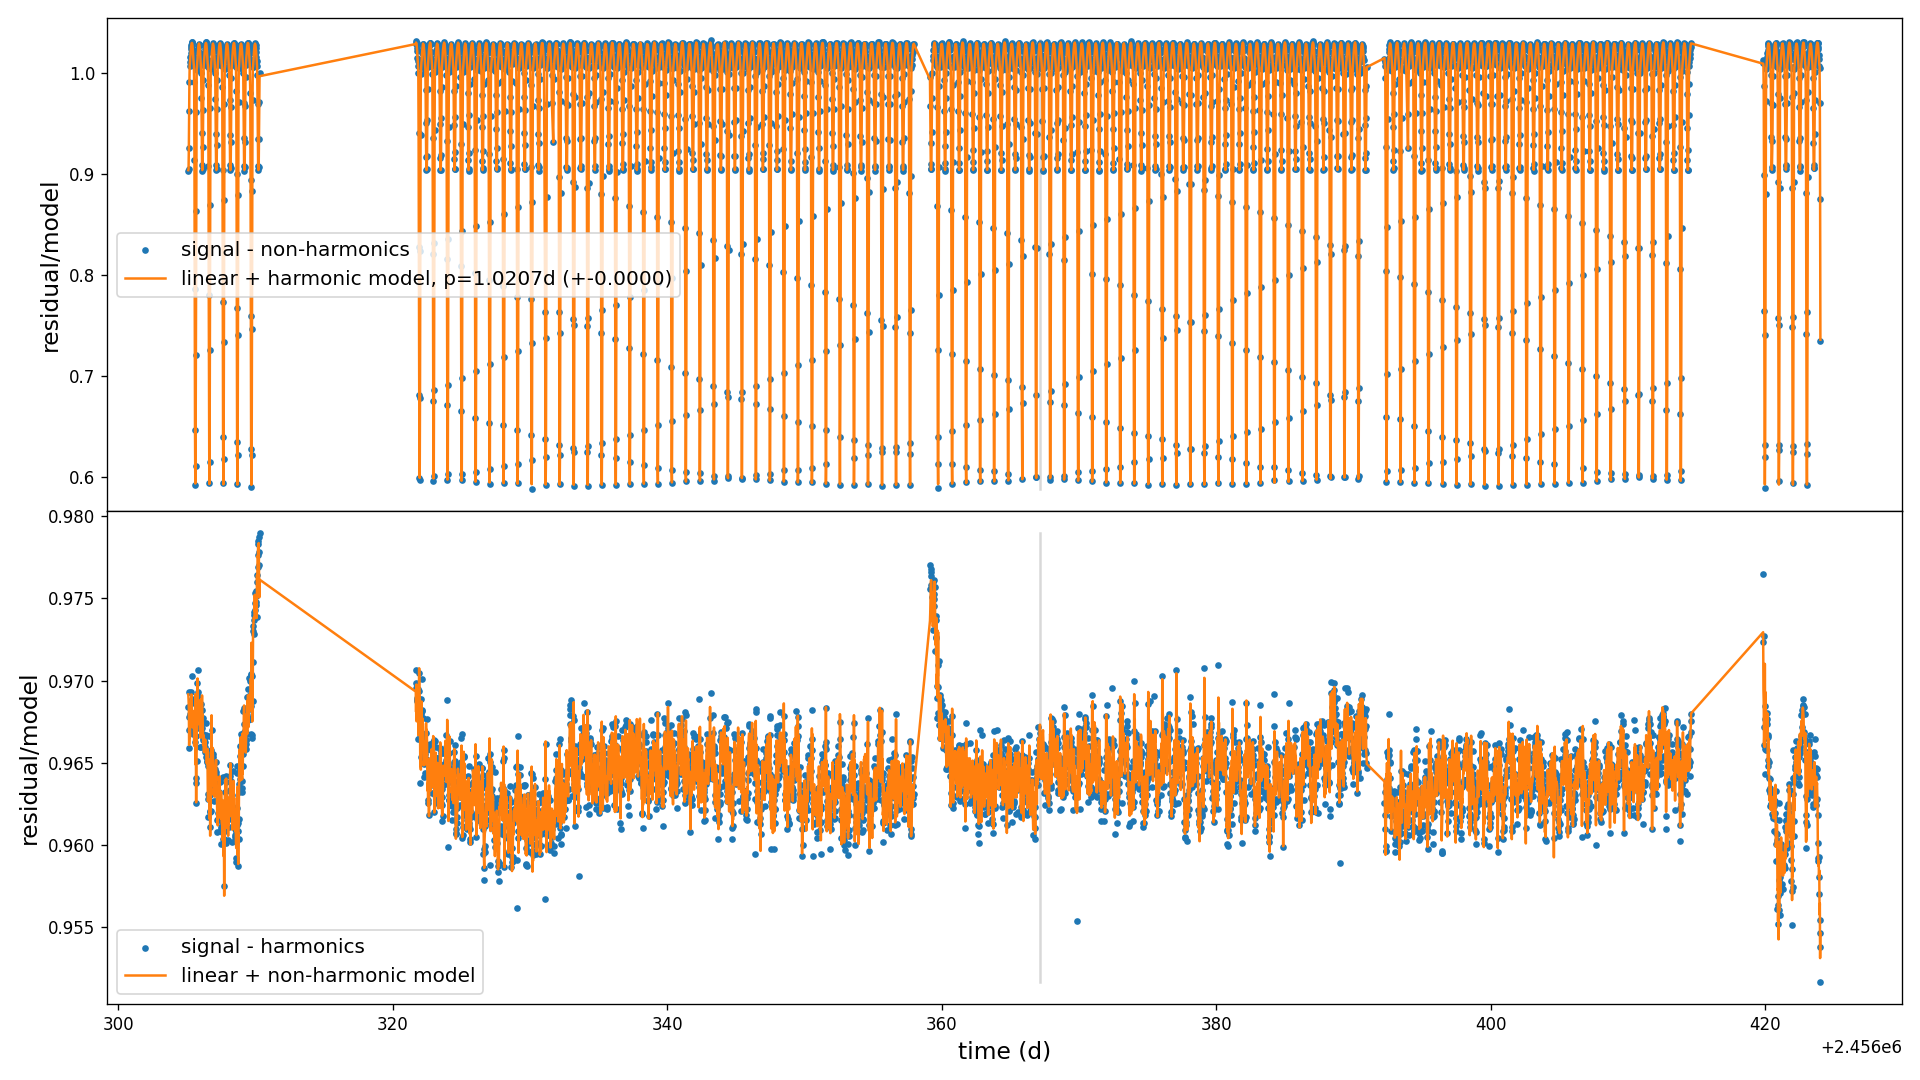 1.0
0.9
0.8
0.7
0.6
residual/model
signal - non-harmonics
linear + harmonic model, p=1.0207d (+-0.0000)
0.980
0.975
0.970
0.965
0.960
0.955
residual/model
signal - harmonics
linear + non-harmonic model
300 320 340 360 380 400 420
time (d)
+2.456e6